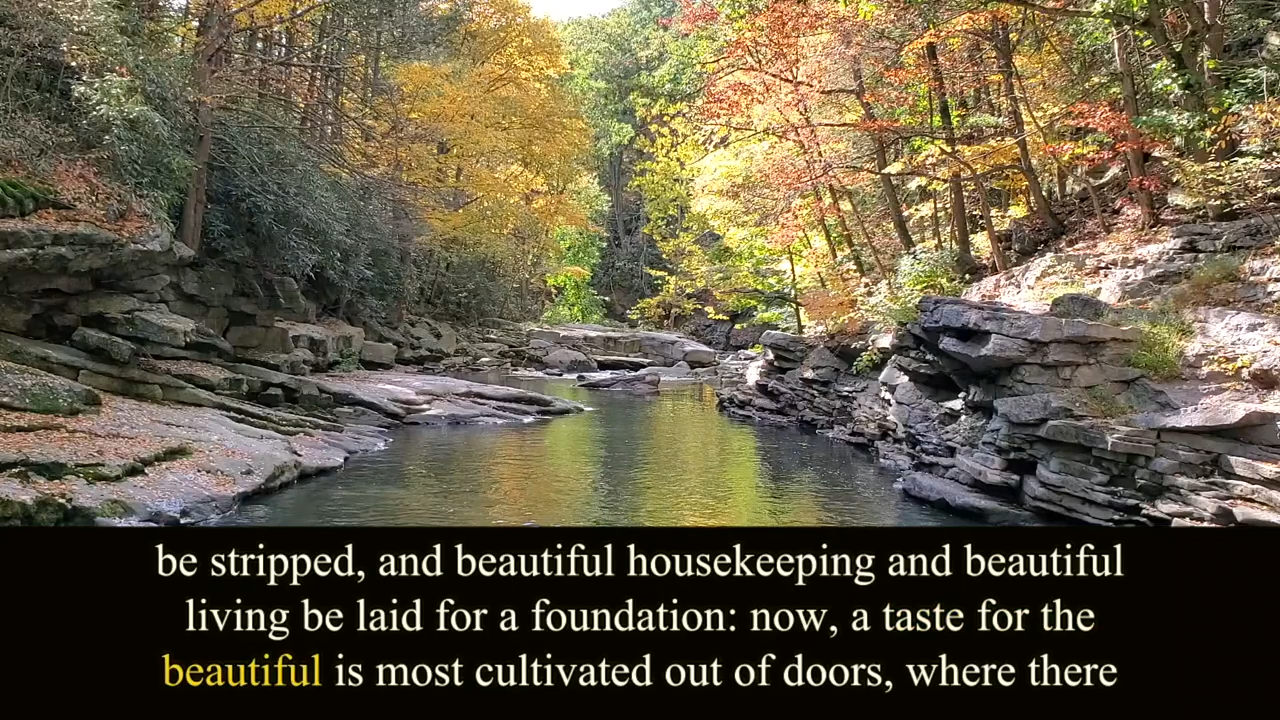 be stripped, and beautiful housekeeping and beautiful
living be laid for a foundation: now, a taste for the
beautiful is most cultivated out of doors, where there